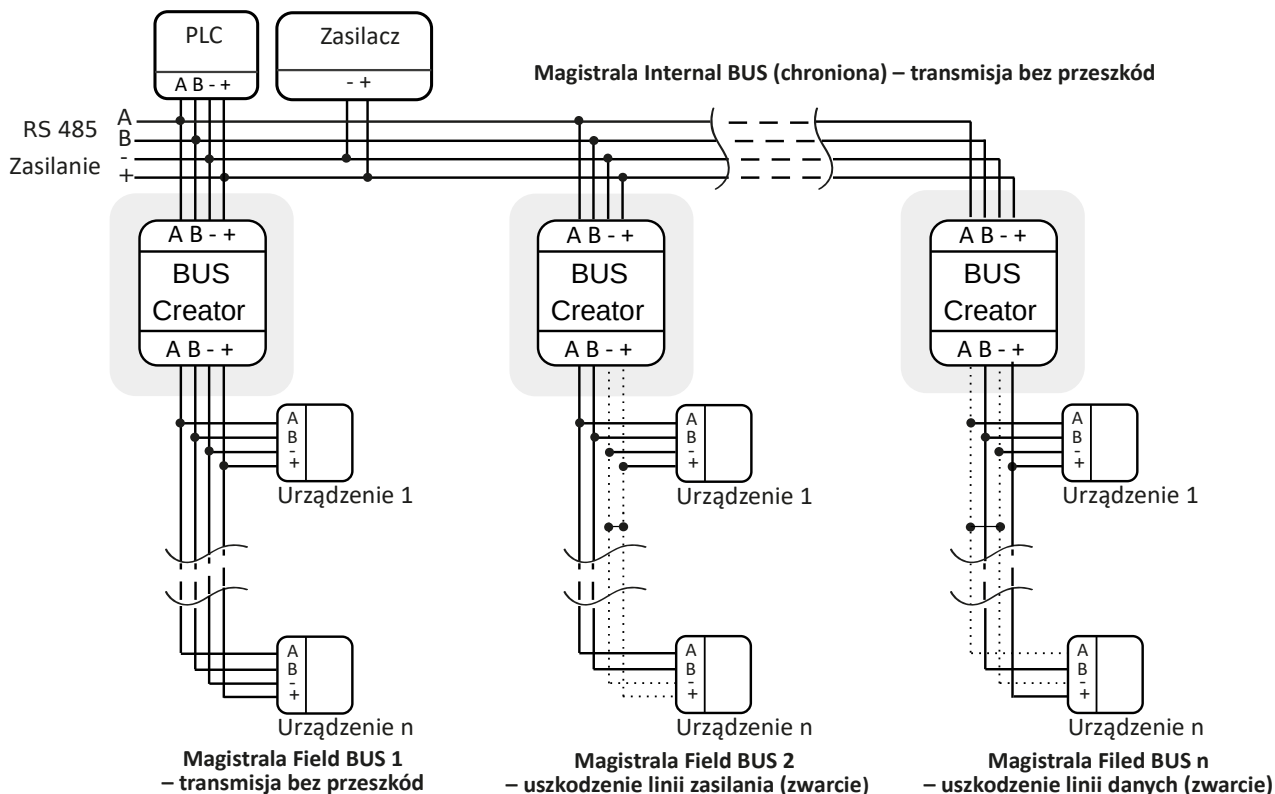 PLC
Zasilacz
A B - +
- +
Magistrala Internal BUS (chroniona) – transmisja bez przeszkód
RS 485
A
B
Zasilanie
-
+
A B - +
BUS
Creator
A B - +
A B - +
BUS
Creator
A B - +
A B - +
BUS
Creator
A B - +
A
B
-
+
Urządzenie 1
A
B
-
+
Urządzenie 1
A
B
-
+
Urządzenie 1
A
B
-
+
Urządzenie n
A
B
-
+
Urządzenie n
A
B
-
+
Urządzenie n
Magistrala Field BUS 1
– transmisja bez przeszkód
Magistrala Field BUS 2
– uszkodzenie linii zasilania (zwarcie)
Magistrala Filed BUS n
– uszkodzenie linii danych (zwarcie)